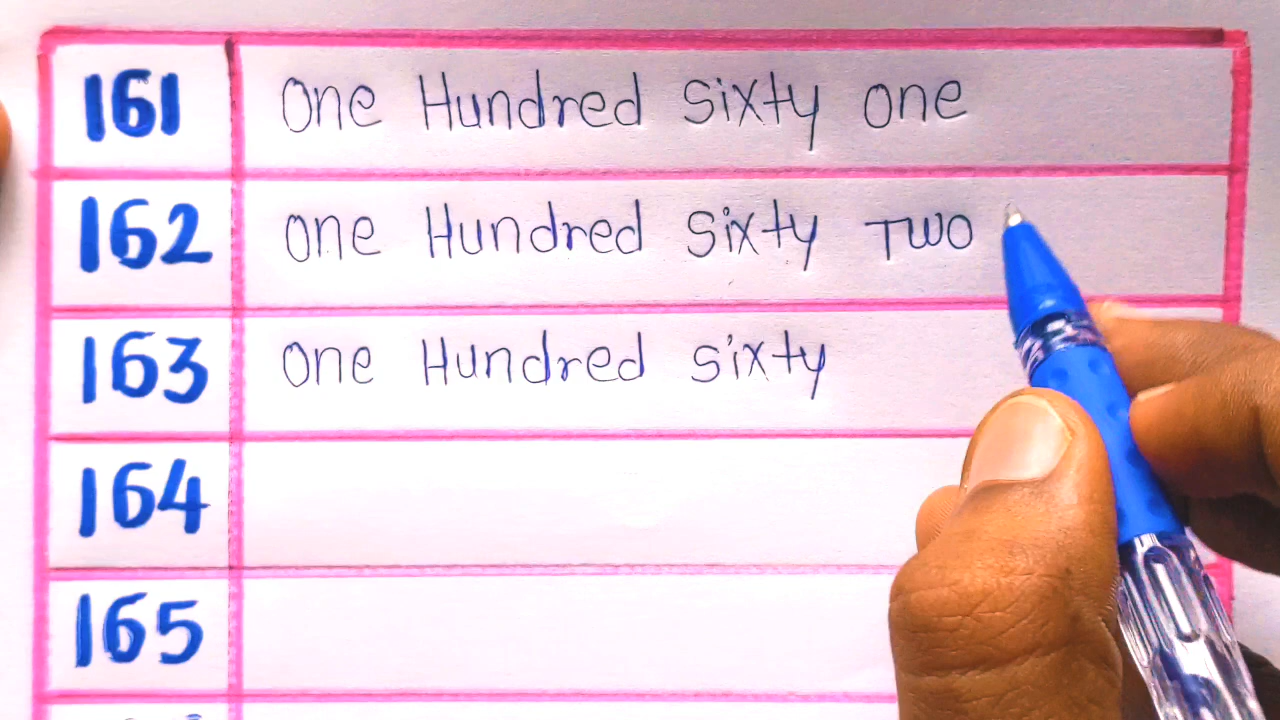 161 One Hundred Sixty One
162 One Hundred Sixty Two
163 One Hundred Sixty
164
165